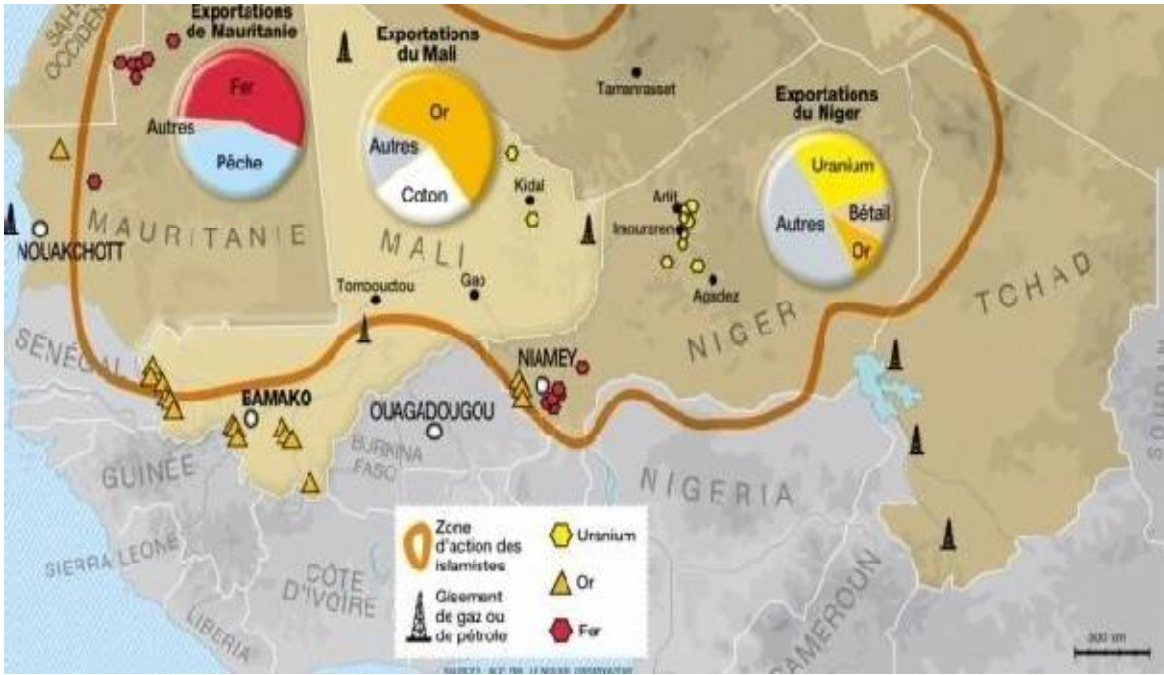 Exportations
de Mauritanie
Fer
Autres
Pêche
Exportations
du Mali
Or
Autres
Coton
Exportations
du Niger
Uranium
Bétail
Autres
Or
Tamanrasset
Kidal
Arlit
Imouraren
Agadez
Tombouctou
Gao
NOUAKCHOTT
MAURITANIE
MALI
NIGER
TCHAD
SÉNÉGAL
BAMAKO
NIAMEY
OUAGADOUGOU
BURKINA
FASO
GUINÉE
NIGERIA
SIERRA LEONE
CÔTE
D'IVOIRE
LIBERIA
CAMEROUN
SOUDAN
Zone
d'action des
islamistes
Gisement
de gaz ou
de pétrole
Uranium
Or
Fer